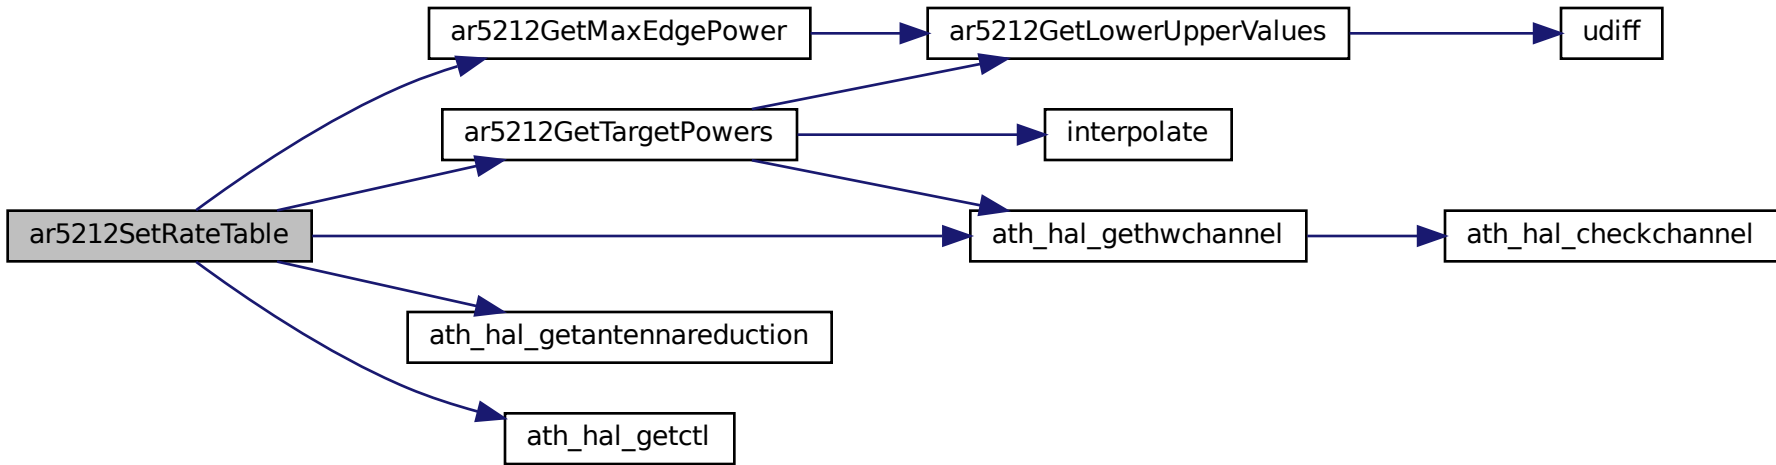 ar5212GetMaxEdgePower
ar5212GetLowerUpperValues
udiff
ar5212GetTargetPowers
interpolate
ar5212SetRateTable
ath_hal_gethwchannel
ath_hal_checkchannel
ath_hal_getantennareduction
ath_hal_getctl